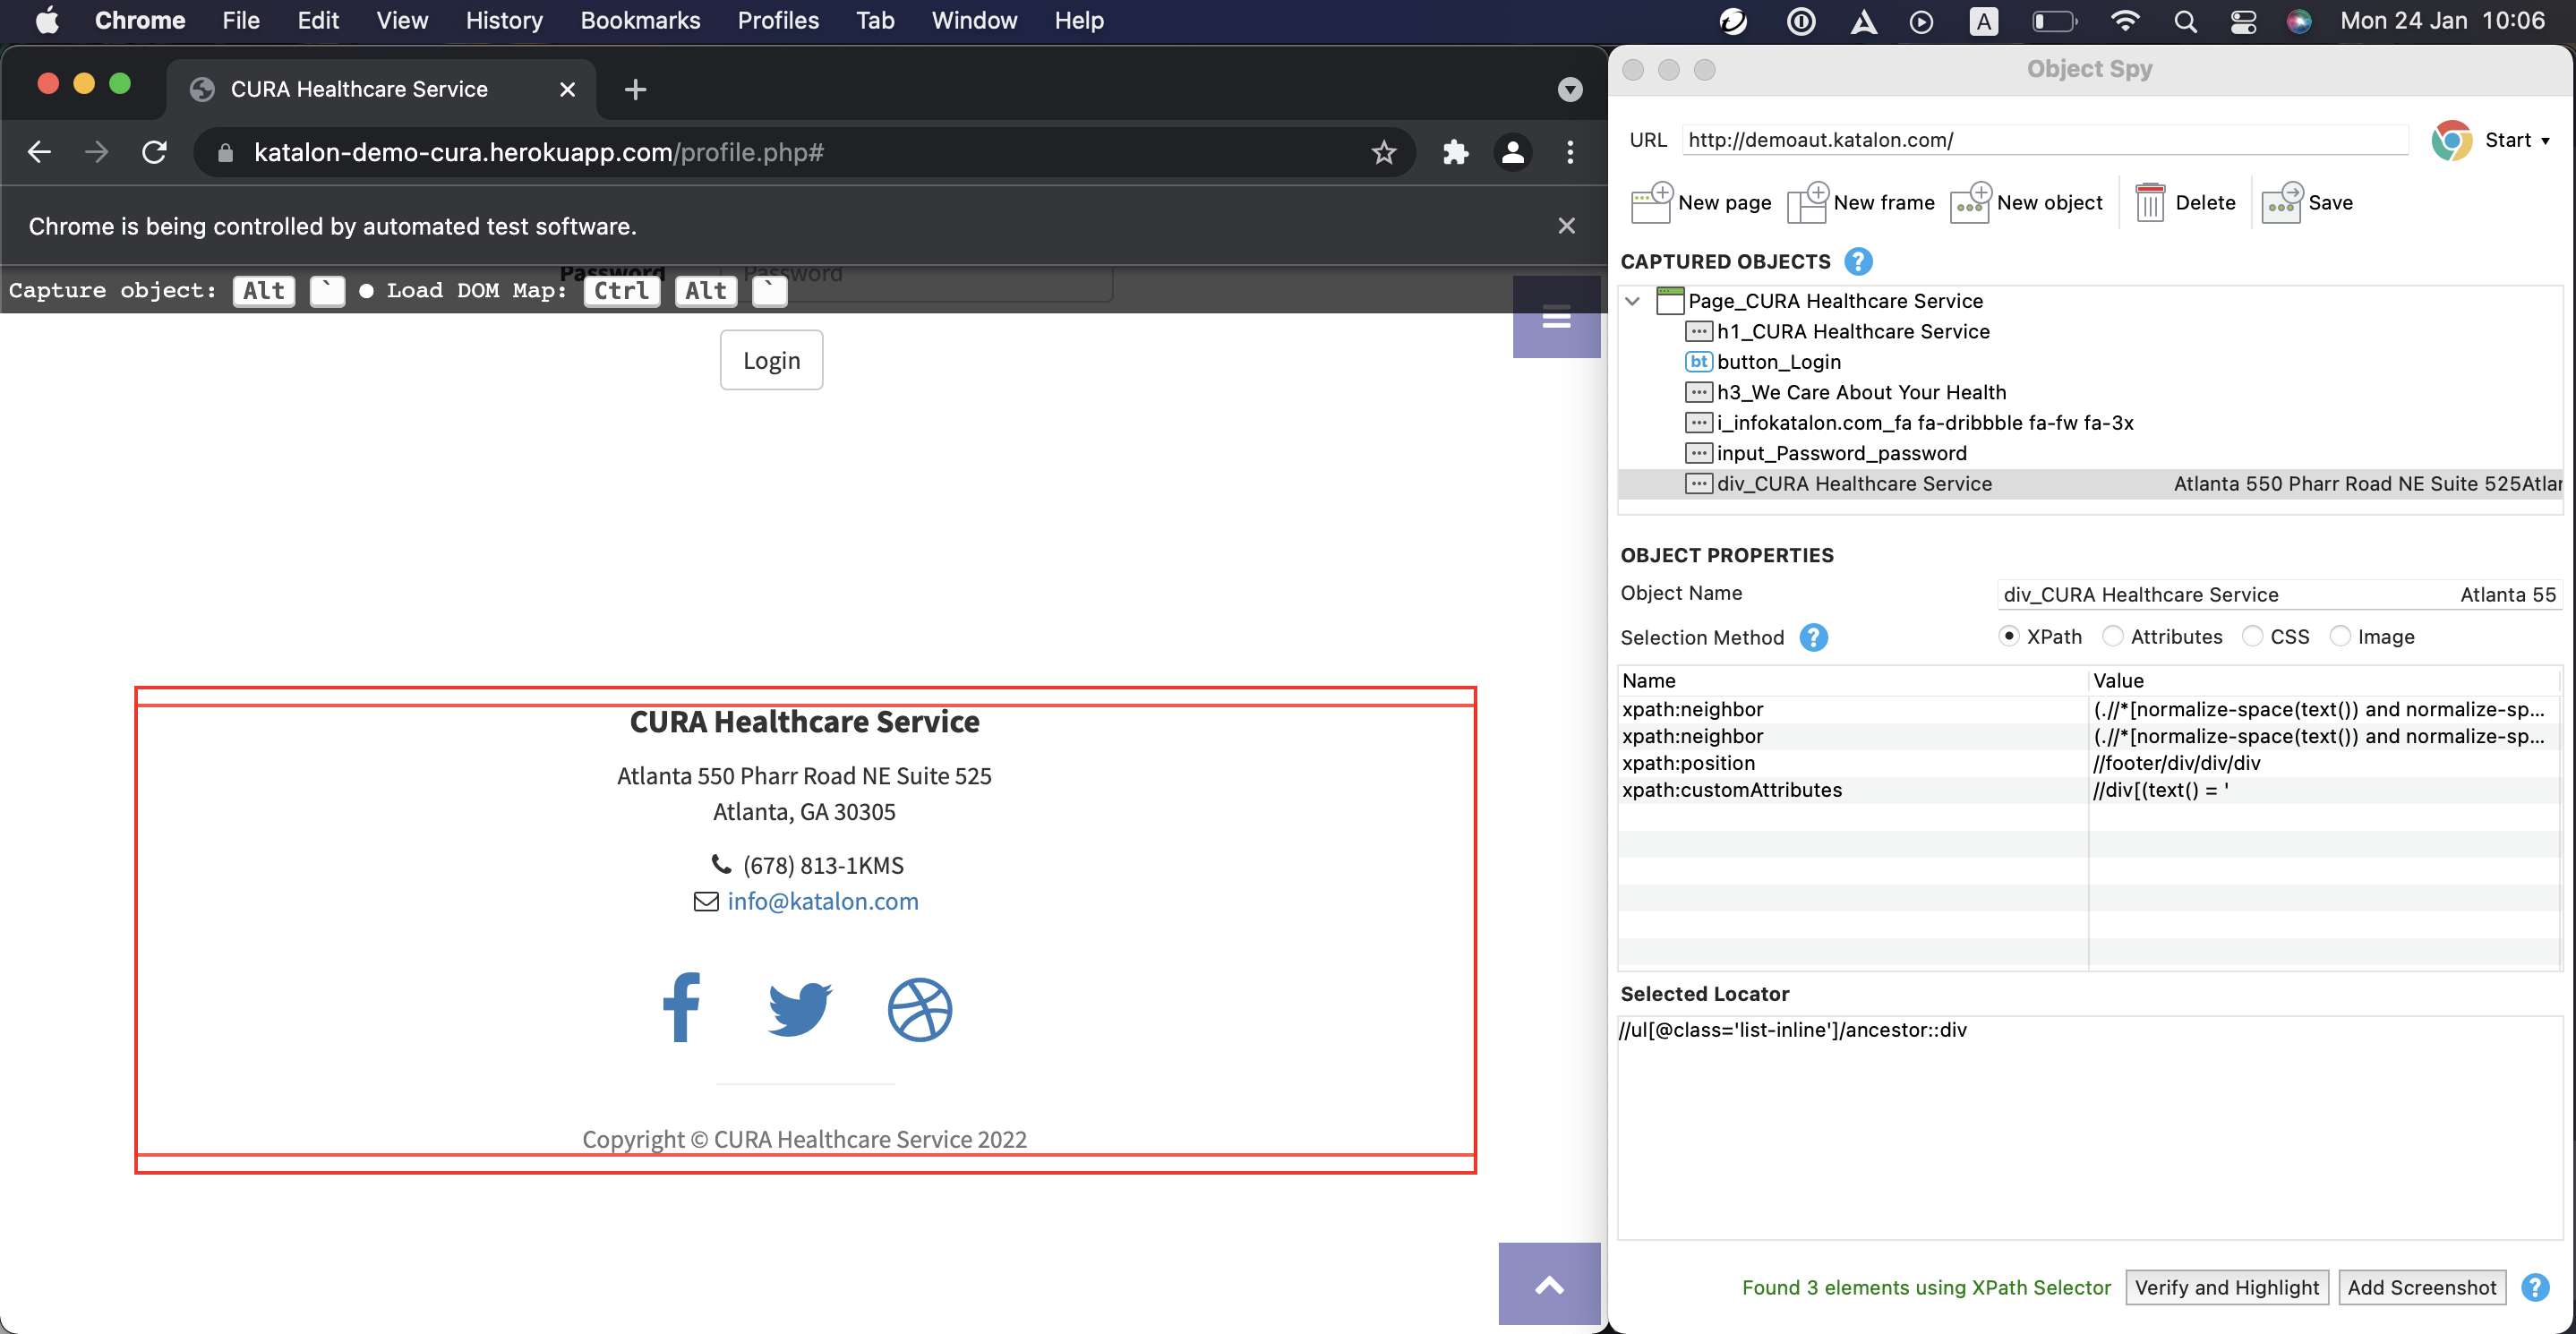 Chrome File Edit View History Bookmarks Profiles Tab Window Help A Mon 24 Jan 10:06
CURA Healthcare Service
katalon-demo-cura.herokuapp.com/profile.php#
Chrome is being controlled by automated test software.
Password Password
Capture object: Alt ` ● Load DOM Map: Ctrl Alt `
Login
CURA Healthcare Service
Atlanta 550 Pharr Road NE Suite 525
Atlanta, GA 30305
(678) 813-1KMS
info@katalon.com
Copyright © CURA Healthcare Service 2022
Object Spy
URL http://demoaut.katalon.com/ Start
New page New frame New object Delete Save
CAPTURED OBJECTS ?
Page_CURA Healthcare Service
h1_CURA Healthcare Service
bt button_Login
h3_We Care About Your Health
i_infokatalon.com_fa fa-dribbble fa-fw fa-3x
input_Password_password
div_CURA Healthcare Service Atlanta 550 Pharr Road NE Suite 525Atlar
OBJECT PROPERTIES
Object Name div_CURA Healthcare Service Atlanta 55
Selection Method ? XPath Attributes CSS Image
Name Value
xpath:neighbor (.//*[normalize-space(text()) and normalize-sp...
xpath:neighbor (.//*[normalize-space(text()) and normalize-sp...
xpath:position //footer/div/div/div
xpath:customAttributes //div[(text() = '
Selected Locator
//ul[@class='list-inline']/ancestor::div
Found 3 elements using XPath Selector Verify and Highlight Add Screenshot ?